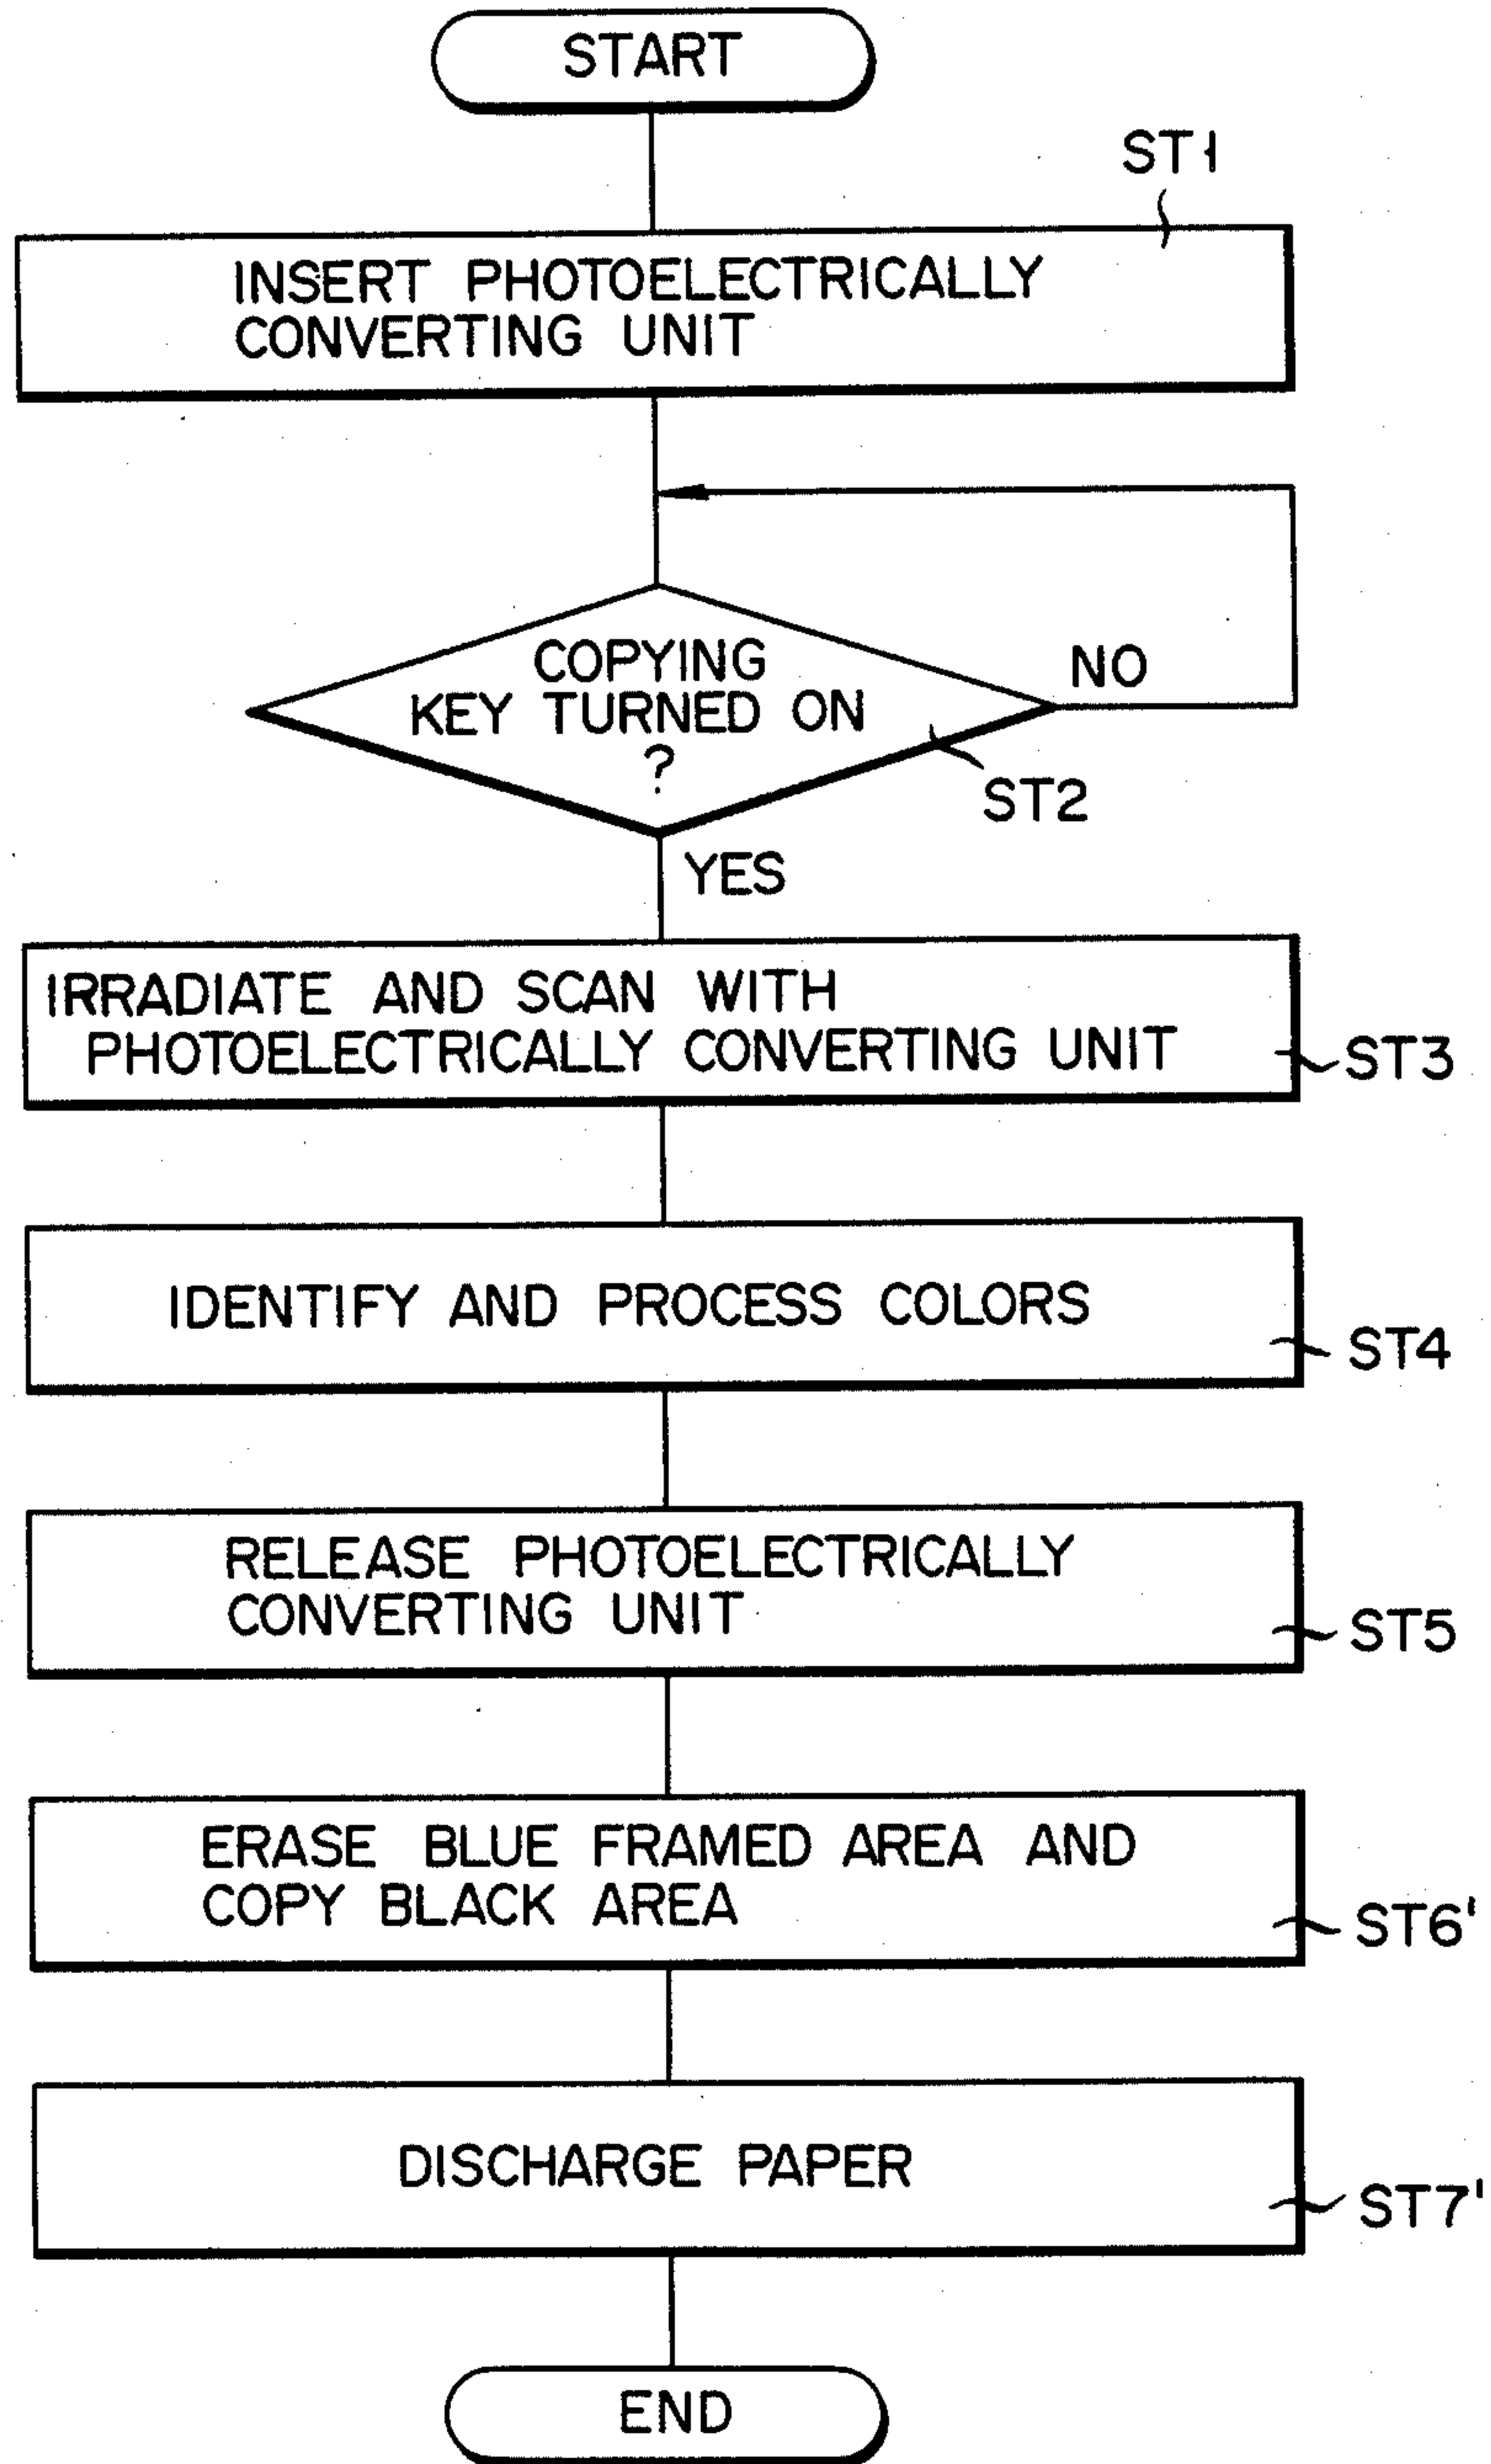 START
ST1
INSERT PHOTOELECTRICALLY
CONVERTING UNIT
COPYING
KEY TURNED ON
?
NO
ST2
YES
IRRADIATE AND SCAN WITH
PHOTOELECTRICALLY CONVERTING UNIT
ST3
IDENTIFY AND PROCESS COLORS
ST4
RELEASE PHOTOELECTRICALLY
CONVERTING UNIT
ST5
ERASE BLUE FRAMED AREA AND
COPY BLACK AREA
ST6'
DISCHARGE PAPER
ST7'
END